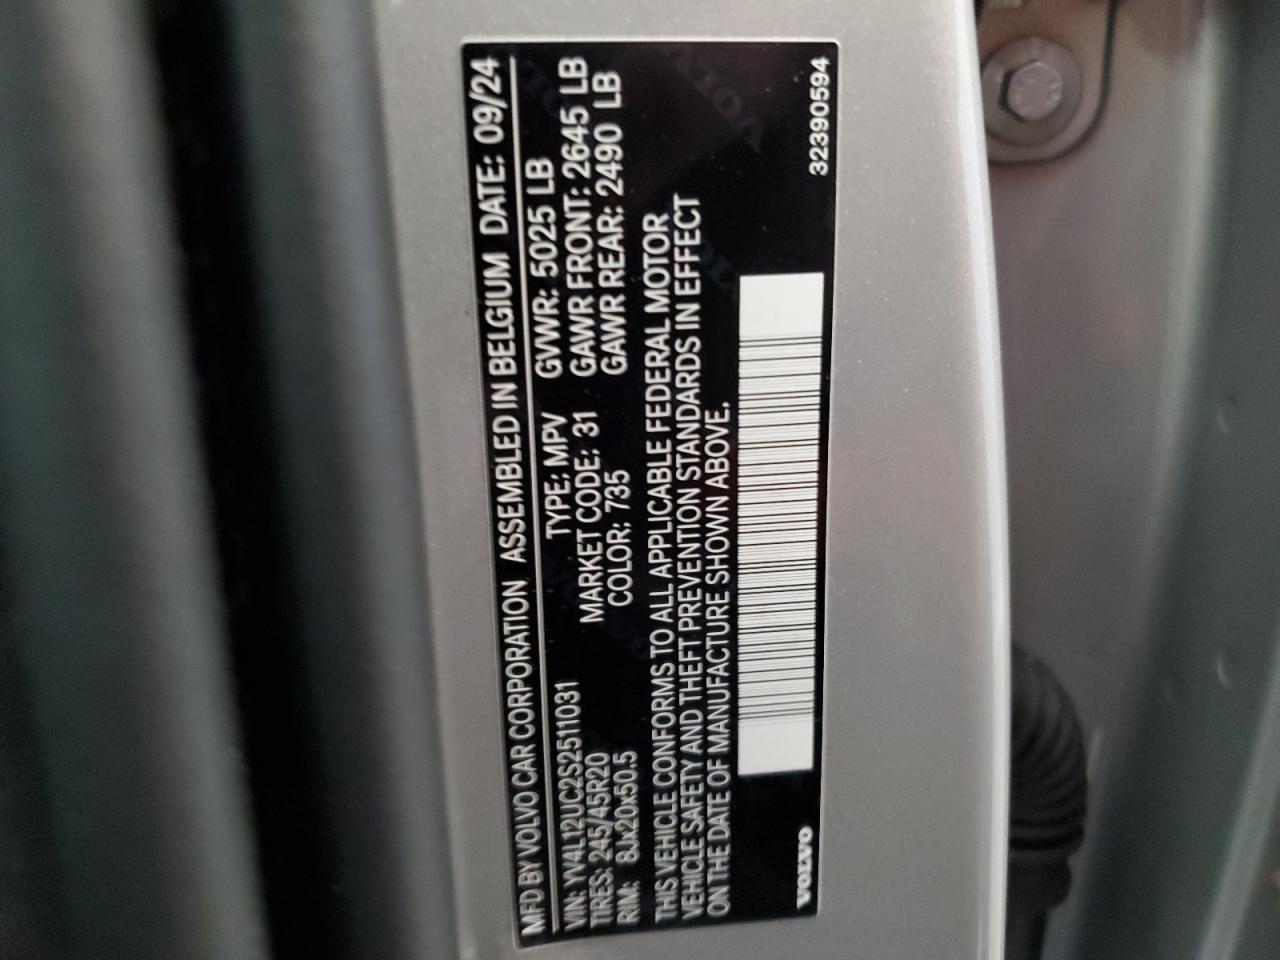 MFD BY VOLVO CAR CORPORATION ASSEMBLED IN BELGIUM DATE: 09/24
VIN: YV4L12UC2S2511031 TYPE: MPV GVWR: 5025 LB
TIRES: 245/45R20 MARKET CODE: 31 GAWR FRONT: 2645 LB
RIM: 8Jx20x50.5 COLOR: 735 GAWR REAR: 2490 LB
THIS VEHICLE CONFORMS TO ALL APPLICABLE FEDERAL MOTOR
VEHICLE SAFETY AND THEFT PREVENTION STANDARDS IN EFFECT
ON THE DATE OF MANUFACTURE SHOWN ABOVE.
VOLVO 32390594